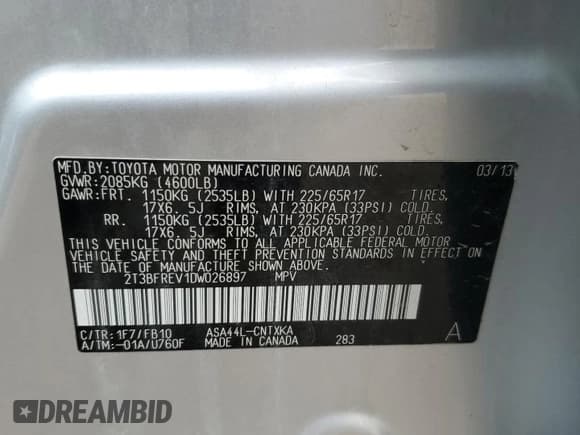 MFD.BY:TOYOTA MOTOR MANUFACTURING CANADA INC. 03/13
GVWR:2085KG (4600LB)
GAWR:FRT. 1150KG (2535LB) WITH 225/65R17 TIRES,
17X6. 5J RIMS, AT 230KPA (33PSI) COLD.
RR. 1150KG (2535LB) WITH 225/65R17 TIRES,
17X6. 5J RIMS, AT 230KPA (33PSI) COLD.
THIS VEHICLE CONFORMS TO ALL APPLICABLE FEDERAL MOTOR
VEHICLE SAFETY AND THEFT PREVENTION STANDARDS IN EFFECT ON
THE DATE OF MANUFACTURE SHOWN ABOVE.
2T3BFREV1DW026897 MPV
C/TR:1F7/FB10 ASA44L-CNTXKA A
A/TM:-01A/U760F MADE IN CANADA 283
DREAMBID